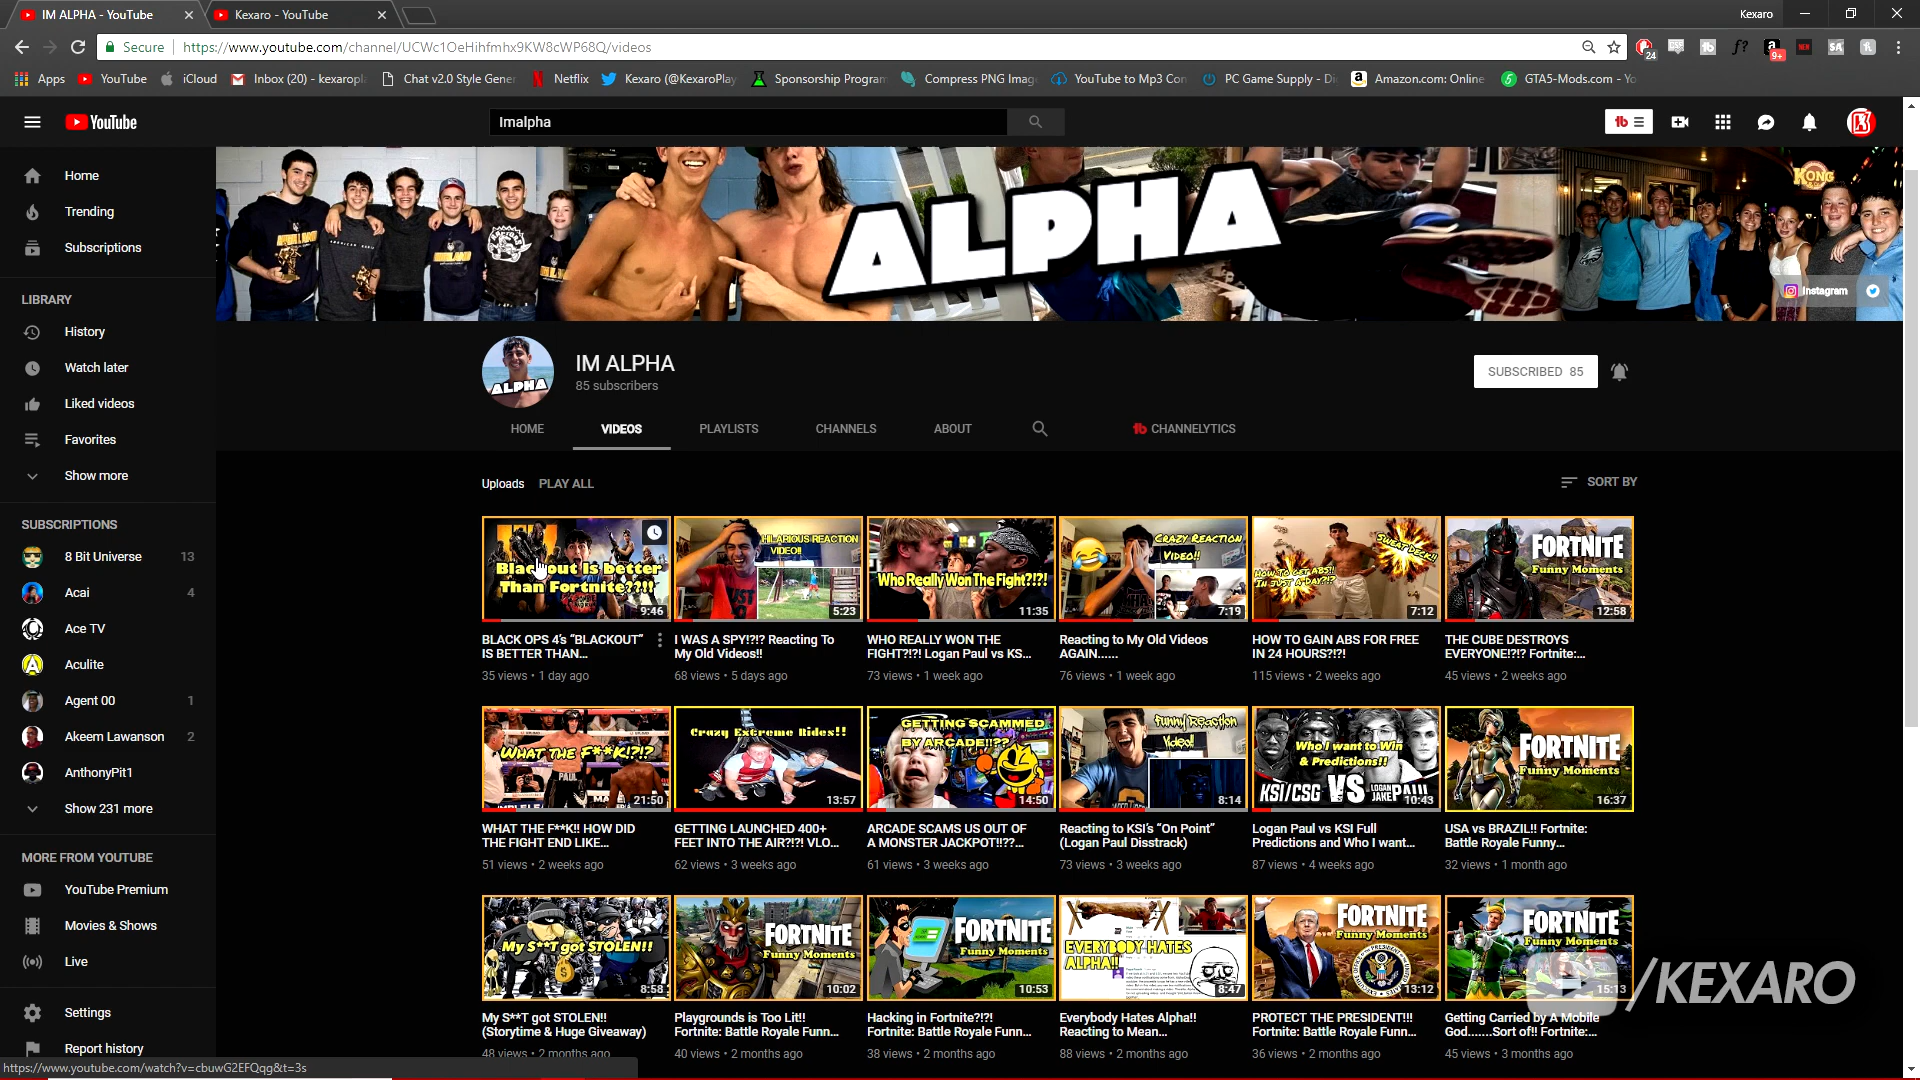 IM ALPHA - YouTube
Kexaro - YouTube
Kexaro
Secure
https://www.youtube.com/channel/UCWc1OeHihfmhx9KW8cWP68Q/videos
24
9+
NEW
SA
Apps
YouTube
iCloud
Inbox (20) - kexaropl
Chat v2.0 Style Gener
Netflix
Kexaro (@KexaroPlay
Sponsorship Program
Compress PNG Imag
YouTube to Mp3 Con
PC Game Supply - Di
Amazon.com: Online
GTA5-Mods.com - Yo
YouTube
Imalpha
Home
Trending
Subscriptions
LIBRARY
History
Watch later
Liked videos
Favorites
Show more
SUBSCRIPTIONS
8 Bit Universe 13
Acai 4
Ace TV
Aculite
Agent 00 1
Akeem Lawanson 2
AnthonyPit1
Show 231 more
MORE FROM YOUTUBE
YouTube Premium
Movies & Shows
Live
Settings
Report history
ALPHA
KONG
Instagram
ALPHA
IM ALPHA
85 subscribers
SUBSCRIBED 85
HOME
VIDEOS
PLAYLISTS
CHANNELS
ABOUT
CHANNELYTICS
Uploads
PLAY ALL
SORT BY
Blackout Is better
Than Fortnite??!!
9:46
BLACK OPS 4's "BLACKOUT"
IS BETTER THAN...
35 views • 1 day ago
HILARIOUS REACTION
VIDEO!!
5:23
I WAS A SPY!?!? Reacting To
My Old Videos!!
68 views • 5 days ago
Who Really Won The Fight?!?!
11:35
WHO REALLY WON THE
FIGHT?!?! Logan Paul vs KS...
73 views • 1 week ago
Crazy Reaction
Video!!
7:19
Reacting to My Old Videos
AGAIN......
76 views • 1 week ago
HOW TO GET ABS!!
IN JUST A DAY?!?
SWEAT DECK!!
7:12
HOW TO GAIN ABS FOR FREE
IN 24 HOURS?!?!
115 views • 2 weeks ago
FORTNITE
Funny Moments
12:58
THE CUBE DESTROYS
EVERYONE!?!? Fortnite:...
45 views • 2 weeks ago
WHAT THE F**K!?!?
PAUL
21:50
WHAT THE F**K!! HOW DID
THE FIGHT END LIKE...
51 views • 2 weeks ago
Crazy Extreme Rides!!
13:57
GETTING LAUNCHED 400+
FEET INTO THE AIR?!?! VLO...
62 views • 3 weeks ago
GETTING SCAMMED
BY ARCADE!!??
14:50
ARCADE SCAMS US OUT OF
A MONSTER JACKPOT!!??...
61 views • 3 weeks ago
Funny Reaction
Video!!
8:14
Reacting to KSI's "On Point"
(Logan Paul Disstrack)
73 views • 3 weeks ago
Who I want to Win
& Predictions!!
KSI/CSG VS LOGAN JAKE PAUL
10:43
Logan Paul vs KSI Full
Predictions and Who I want...
87 views • 4 weeks ago
FORTNITE
Funny Moments
16:37
USA vs BRAZIL!! Fortnite:
Battle Royale Funny...
32 views • 1 month ago
My S**T got STOLEN!!
8:58
My S**T got STOLEN!!
(Storytime & Huge Giveaway)
48 views • 2 months ago
FORTNITE
Funny Moments
10:02
Playgrounds is Too Lit!!
Fortnite: Battle Royale Funn...
40 views • 2 months ago
FORTNITE
Funny Moments
10:53
Hacking in Fortnite?!?!
Fortnite: Battle Royale Funn...
38 views • 2 months ago
EVERYBODY HATES
ALPHA!!
8:47
Everybody Hates Alpha!!
Reacting to Mean...
88 views • 2 months ago
FORTNITE
Funny Moments
13:12
PROTECT THE PRESIDENT!!!
Fortnite: Battle Royale Funn...
36 views • 2 months ago
FORTNITE
Funny Moments
15:13
Getting Carried by A Mobile
God.......Sort of!! Fortnite:...
45 views • 3 months ago
/KEXARO
https://www.youtube.com/watch?v=cbuwG2EFQqg&t=3s